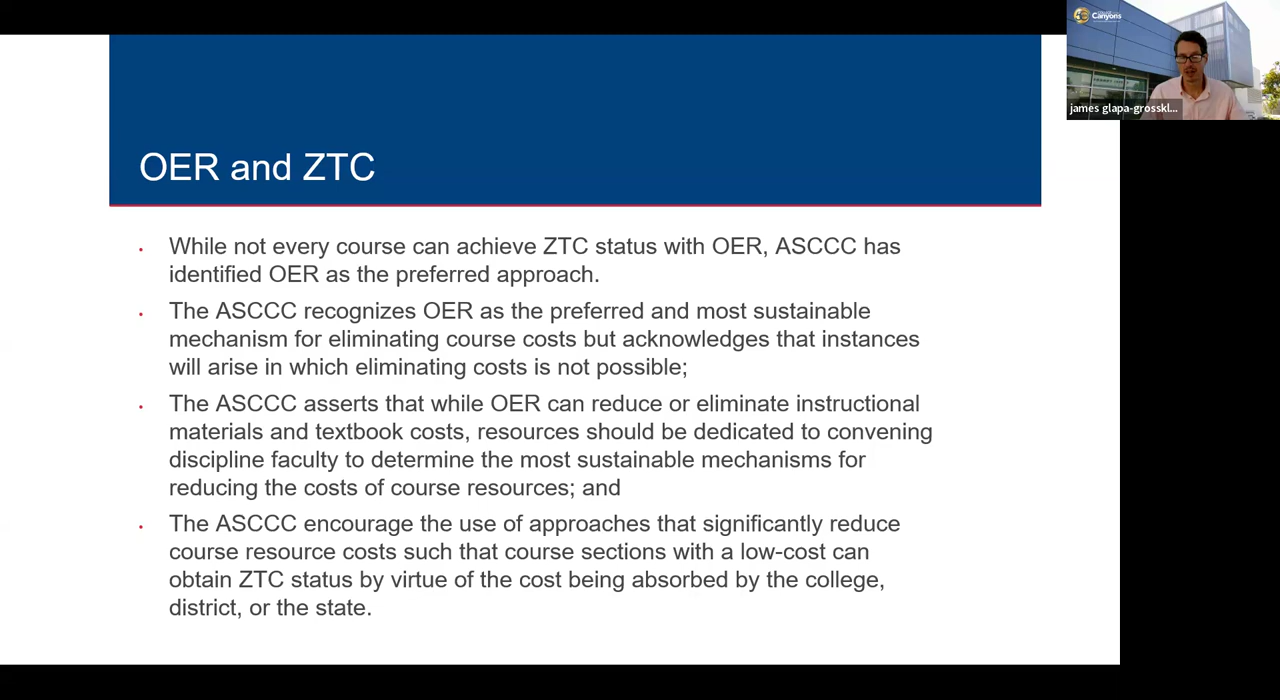 Canyons
james glapa-grosskl...
OER and ZTC
• While not every course can achieve ZTC status with OER, ASCCC has
identified OER as the preferred approach.
• The ASCCC recognizes OER as the preferred and most sustainable
mechanism for eliminating course costs but acknowledges that instances
will arise in which eliminating costs is not possible;
• The ASCCC asserts that while OER can reduce or eliminate instructional
materials and textbook costs, resources should be dedicated to convening
discipline faculty to determine the most sustainable mechanisms for
reducing the costs of course resources; and
• The ASCCC encourage the use of approaches that significantly reduce
course resource costs such that course sections with a low-cost can
obtain ZTC status by virtue of the cost being absorbed by the college,
district, or the state.